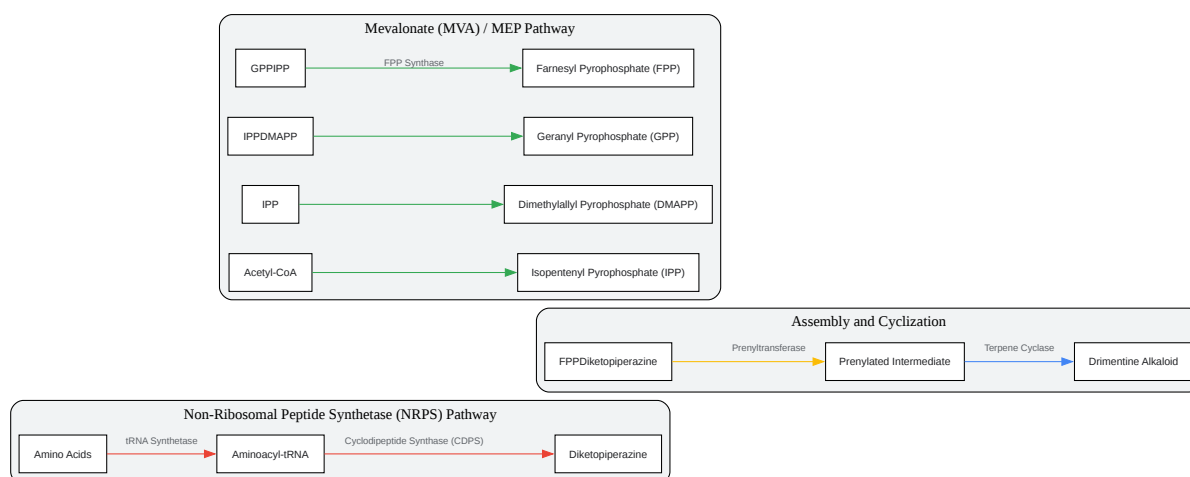 Mevalonate (MVA) / MEP Pathway
GPPIPP
FPP Synthase
Farnesyl Pyrophosphate (FPP)
IPPDMAPP
Geranyl Pyrophosphate (GPP)
IPP
Dimethylallyl Pyrophosphate (DMAPP)
Acetyl-CoA
Isopentenyl Pyrophosphate (IPP)
Assembly and Cyclization
FPPDiketopiperazine
Prenyltransferase
Prenylated Intermediate
Terpene Cyclase
Drimentine Alkaloid
Non-Ribosomal Peptide Synthetase (NRPS) Pathway
Amino Acids
tRNA Synthetase
Aminoacyl-tRNA
Cyclodipeptide Synthase (CDPS)
Diketopiperazine